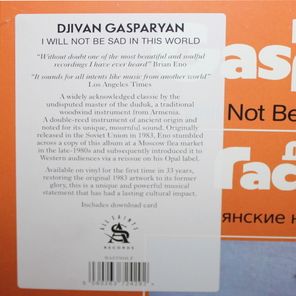 DJIVAN GASPARYAN
I WILL NOT BE SAD IN THIS WORLD
"Without doubt one of the most beautiful and soulful
recordings I have ever heard" Brian Eno
"It sounds for all intents like music from another world"
Los Angeles Times
A widely acknowledged classic by the
undisputed master of the duduk, a traditional
woodwind instrument from Armenia.
A double-reed instrument of ancient origin and
noted for its unique, mournful sound. Originally
released in the Soviet Union in 1983, Eno stumbled
across a copy of this album at a Moscow flea market
in the late-1980s and subsequently introduced it to
Western audiences via a reissue on his Opal label.
Available on vinyl for the first time in 33 years,
restoring the original 1983 artwork to its former
glory, this is a unique and powerful musical
statement that has had a lasting cultural impact.
Includes download card
ALL SAINTS
RECORDS
asp
Not Be
Гас
янские н